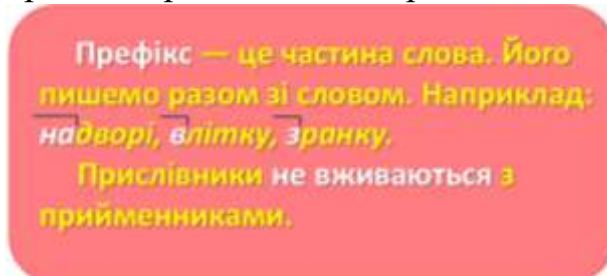 Префікс — це частина слова. Його
пишемо разом зі словом. Наприклад:
надворі, влітку, зранку.
Прислівники не вживаються з
прийменниками.